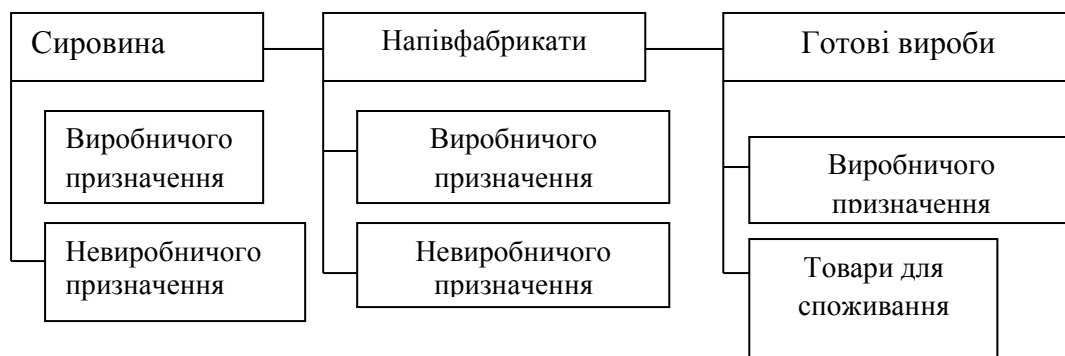 Сировина
Напівфабрикати
Готові вироби
Виробничого
призначення
Виробничого
призначення
Виробничого
призначення
Невиробничого
призначення
Невиробничого
призначення
Товари для
споживання